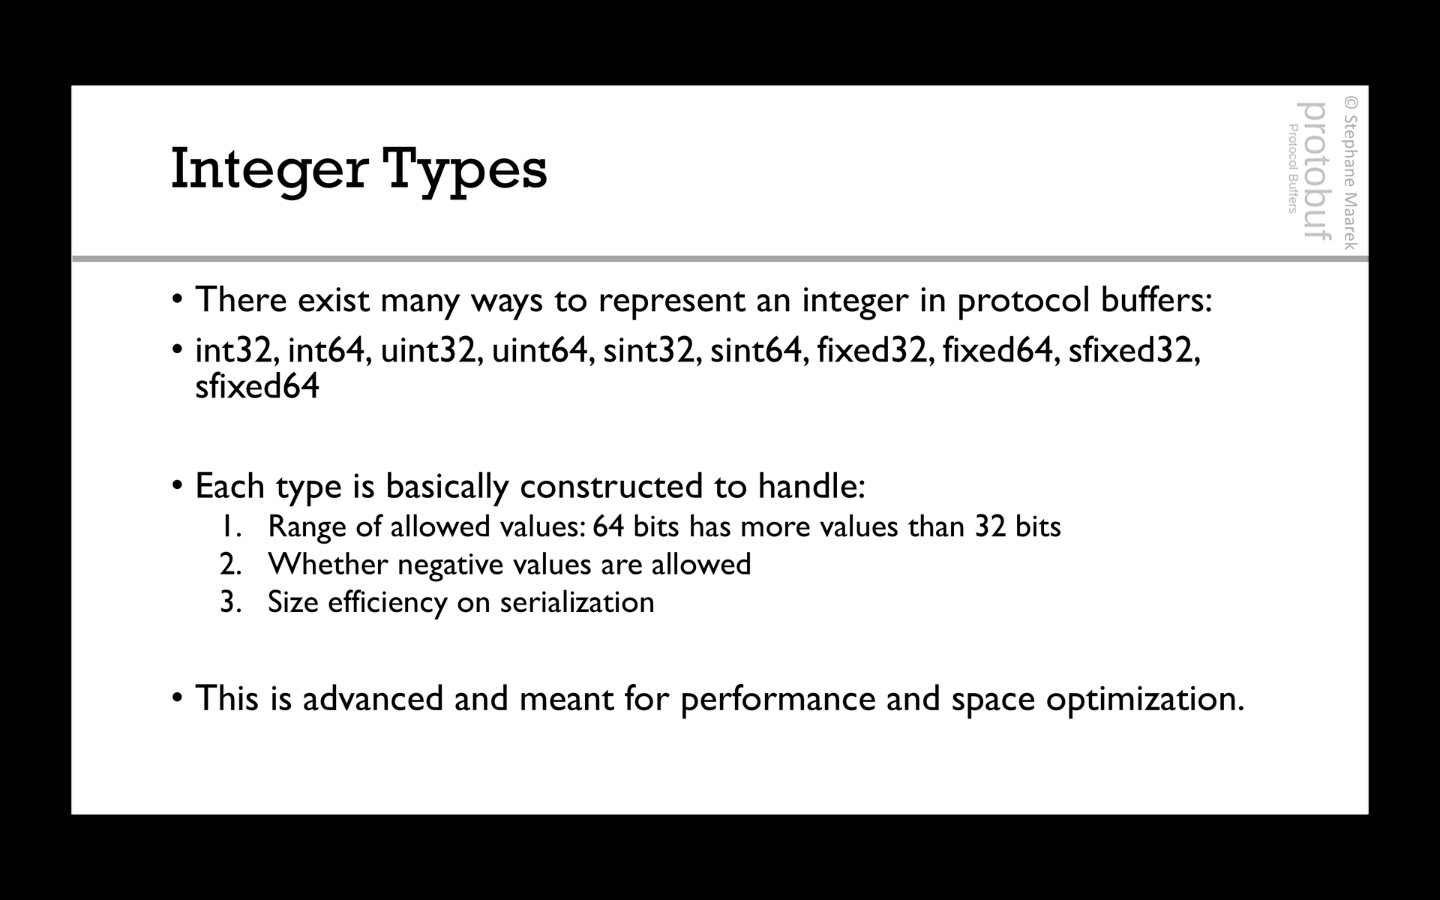 Integer Types
© Stephane Maarek
protobuf
Protocol Buffers
• There exist many ways to represent an integer in protocol buffers:
• int32, int64, uint32, uint64, sint32, sint64, fixed32, fixed64, sfixed32,
sfixed64
• Each type is basically constructed to handle:
1. Range of allowed values: 64 bits has more values than 32 bits
2. Whether negative values are allowed
3. Size efficiency on serialization
• This is advanced and meant for performance and space optimization.